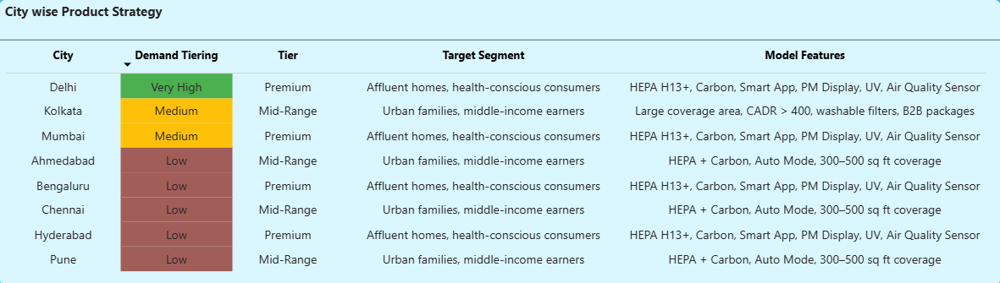 City wise Product Strategy
City Demand Tiering Tier Target Segment Model Features
Delhi Very High Premium Affluent homes, health-conscious consumers HEPA H13+, Carbon, Smart App, PM Display, UV, Air Quality Sensor
Kolkata Medium Mid-Range Urban families, middle-income earners Large coverage area, CADR > 400, washable filters, B2B packages
Mumbai Medium Premium Affluent homes, health-conscious consumers HEPA H13+, Carbon, Smart App, PM Display, UV, Air Quality Sensor
Ahmedabad Low Mid-Range Urban families, middle-income earners HEPA + Carbon, Auto Mode, 300–500 sq ft coverage
Bengaluru Low Premium Affluent homes, health-conscious consumers HEPA H13+, Carbon, Smart App, PM Display, UV, Air Quality Sensor
Chennai Low Mid-Range Urban families, middle-income earners HEPA + Carbon, Auto Mode, 300–500 sq ft coverage
Hyderabad Low Premium Affluent homes, health-conscious consumers HEPA H13+, Carbon, Smart App, PM Display, UV, Air Quality Sensor
Pune Low Mid-Range Urban families, middle-income earners HEPA + Carbon, Auto Mode, 300–500 sq ft coverage